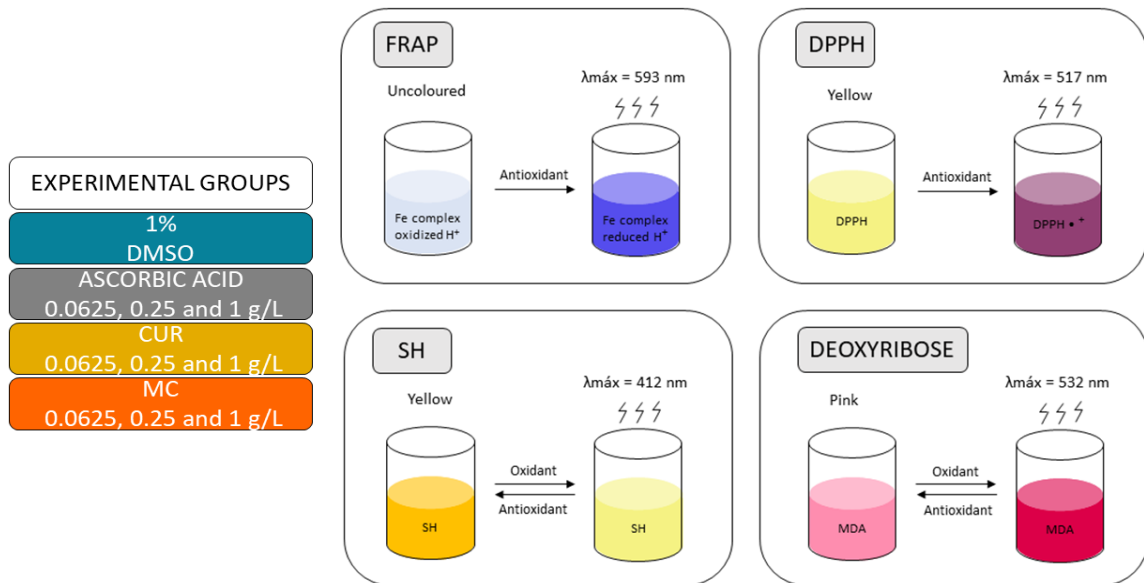 EXPERIMENTAL GROUPS
1%
DMSO
ASCORBIC ACID
0.0625, 0.25 and 1 g/L
CUR
0.0625, 0.25 and 1 g/L
MC
0.0625, 0.25 and 1 g/L
FRAP
Uncoloured
λmáx = 593 nm
Antioxidant
Fe complex
oxidized H⁺
Fe complex
reduced H⁺
DPPH
Yellow
λmáx = 517 nm
Antioxidant
DPPH
DPPH • ⁺
SH
Yellow
λmáx = 412 nm
Oxidant
Antioxidant
SH
SH
DEOXYRIBOSE
Pink
λmáx = 532 nm
Oxidant
Antioxidant
MDA
MDA